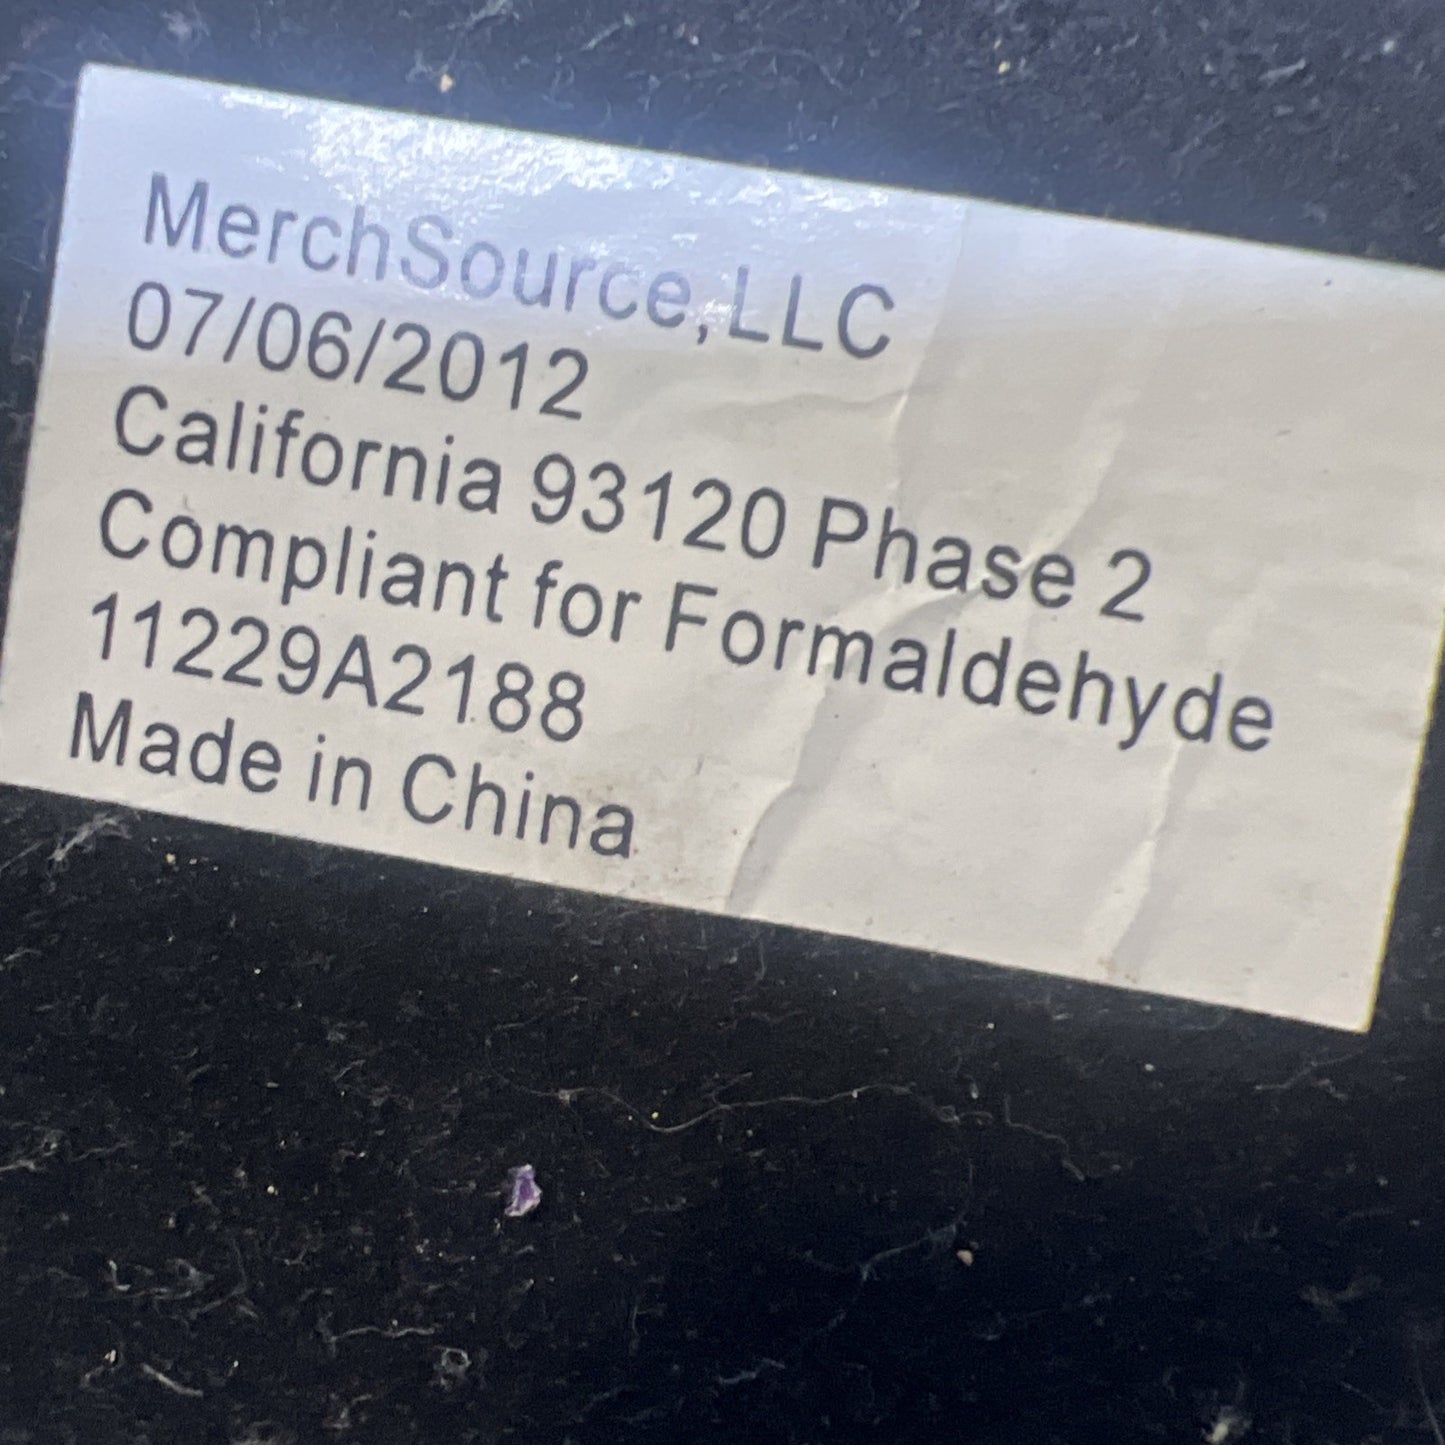 MerchSource,LLC
07/06/2012
California 93120 Phase 2
Compliant for Formaldehyde
11229A2188
Made in China